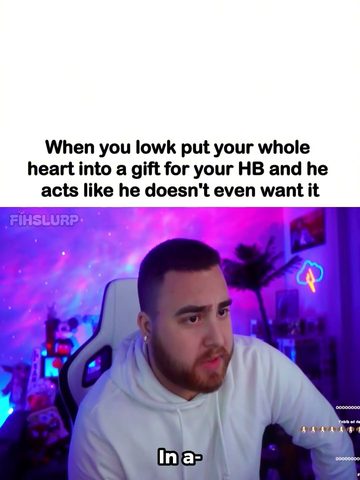 When you lowk put your whole
heart into a gift for your HB and he
acts like he doesn't even want it
FIHSLURP
In a-